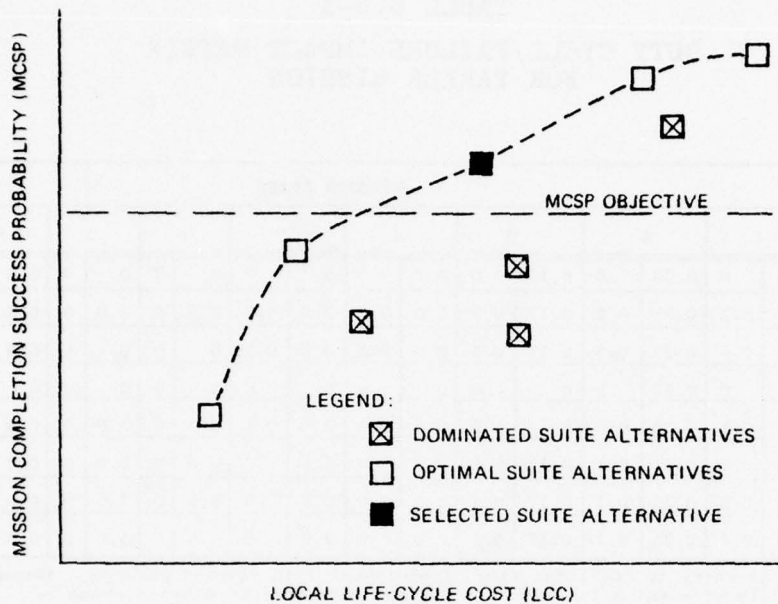 MISSION COMPLETION SUCCESS PROBABILITY (MCSP)
MCSP OBJECTIVE
LEGEND:
DOMINATED SUITE ALTERNATIVES
OPTIMAL SUITE ALTERNATIVES
SELECTED SUITE ALTERNATIVE
LOCAL LIFE-CYCLE COST (LCC)